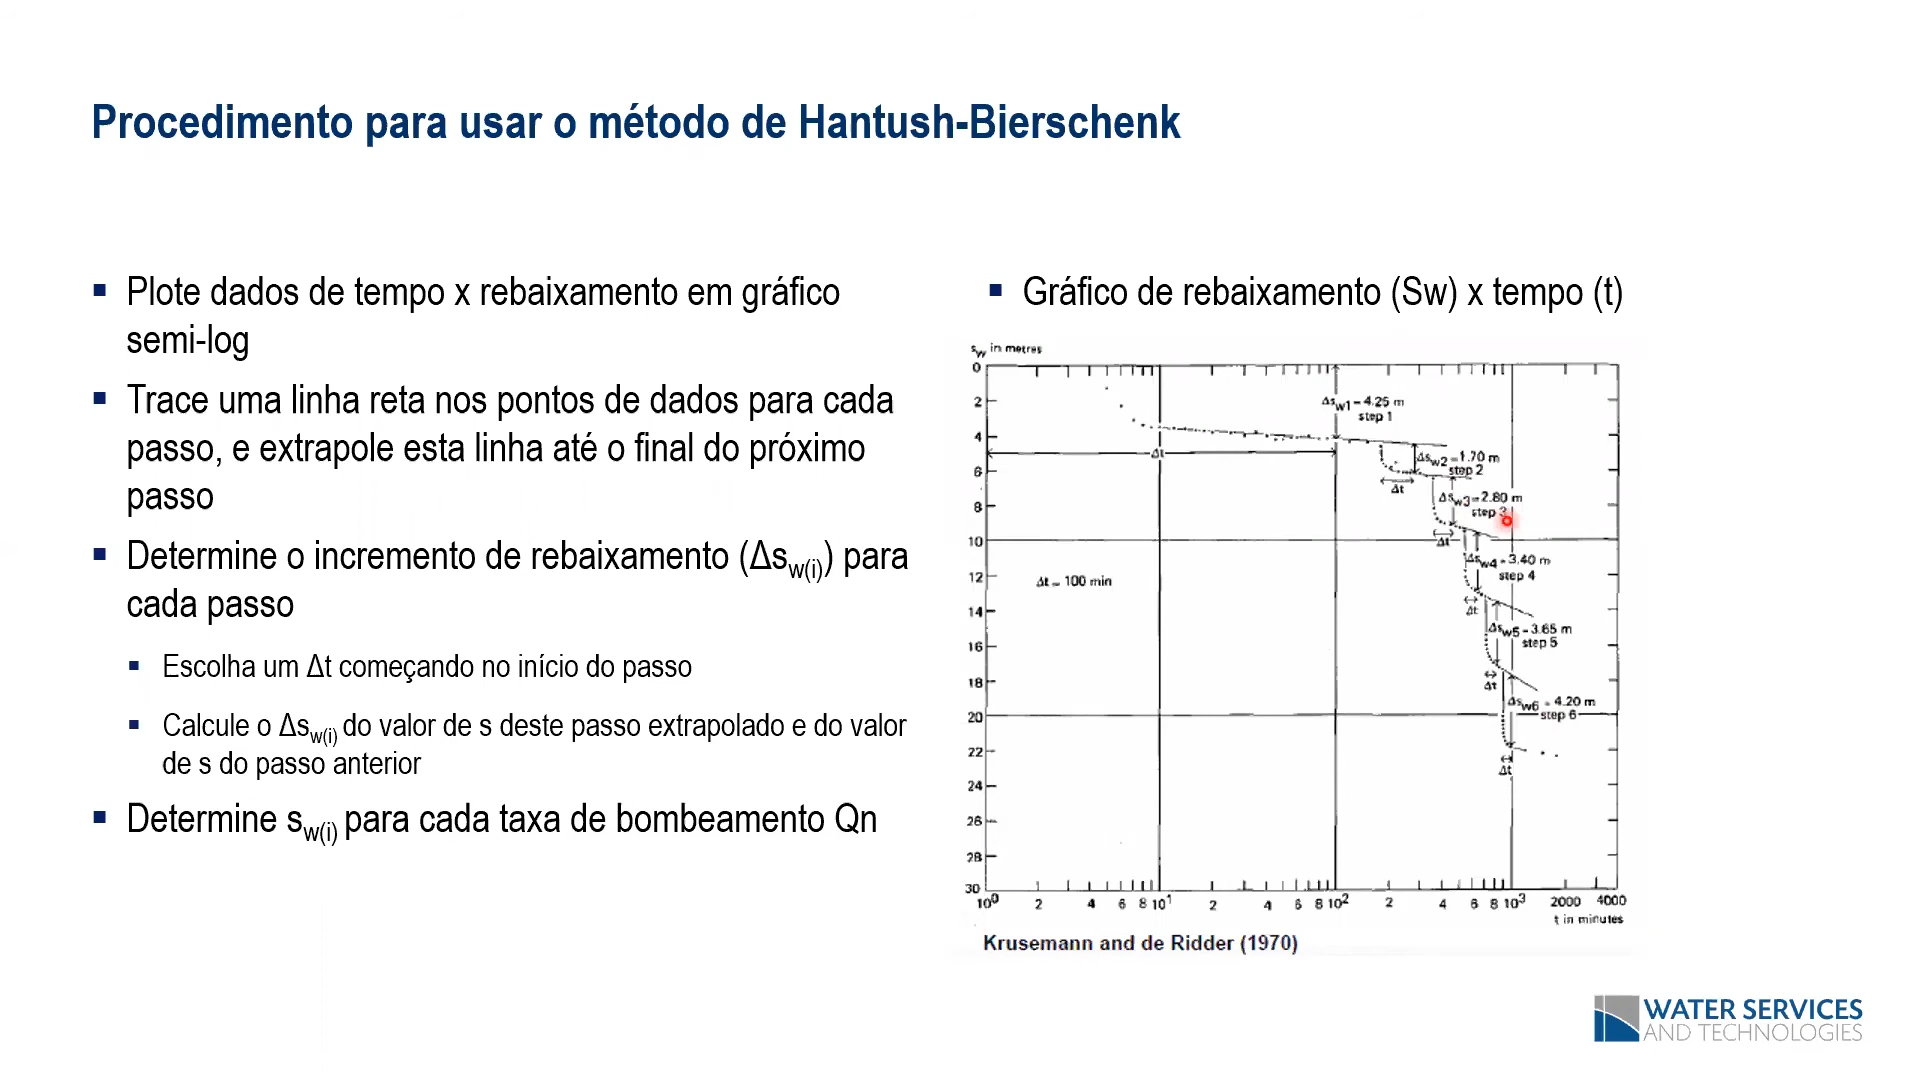 Procedimento para usar o método de Hantush-Bierschenk
▪ Plote dados de tempo x rebaixamento em gráfico
semi-log
▪ Trace uma linha reta nos pontos de dados para cada
passo, e extrapole esta linha até o final do próximo
passo
▪ Determine o incremento de rebaixamento (Δsw(i)) para
cada passo
▪ Escolha um Δt começando no início do passo
▪ Calcule o Δsw(i) do valor de s deste passo extrapolado e do valor
de s do passo anterior
▪ Determine sw(i) para cada taxa de bombeamento Qn
▪ Gráfico de rebaixamento (Sw) x tempo (t)
sw in metres
0
2
4
6
8
10
12
14
16
18
20
22
24
26
28
30
Δsw1 = 4.25 m
step 1
Δt
Δsw2 = 1.70 m
step 2
Δt
Δsw3 = 2.80 m
step 3
Δt
Δsw4 = 3.40 m
step 4
Δt = 100 min
Δt
Δsw5 = 3.65 m
step 5
Δt
Δsw6 = 4.20 m
step 6
Δt
10⁰ 2 4 6 8 10¹ 2 4 6 8 10² 2 4 6 8 10³ 2000 4000
t in minutes
Krusemann and de Ridder (1970)
WATER SERVICES
AND TECHNOLOGIES